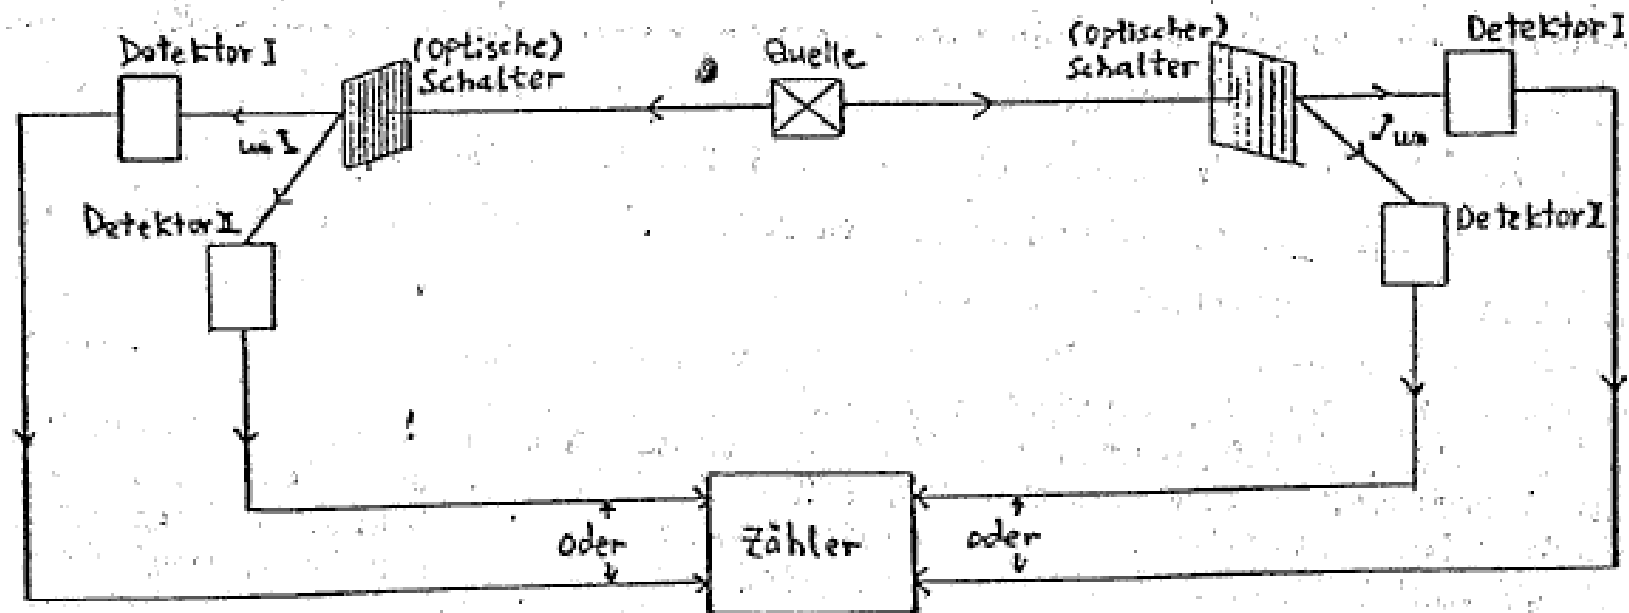 Detektor I
(optische)
Schalter
Quelle
(optischer)
Schalter
Detektor I
Detektor II
Detektor II
oder
Zähler
oder